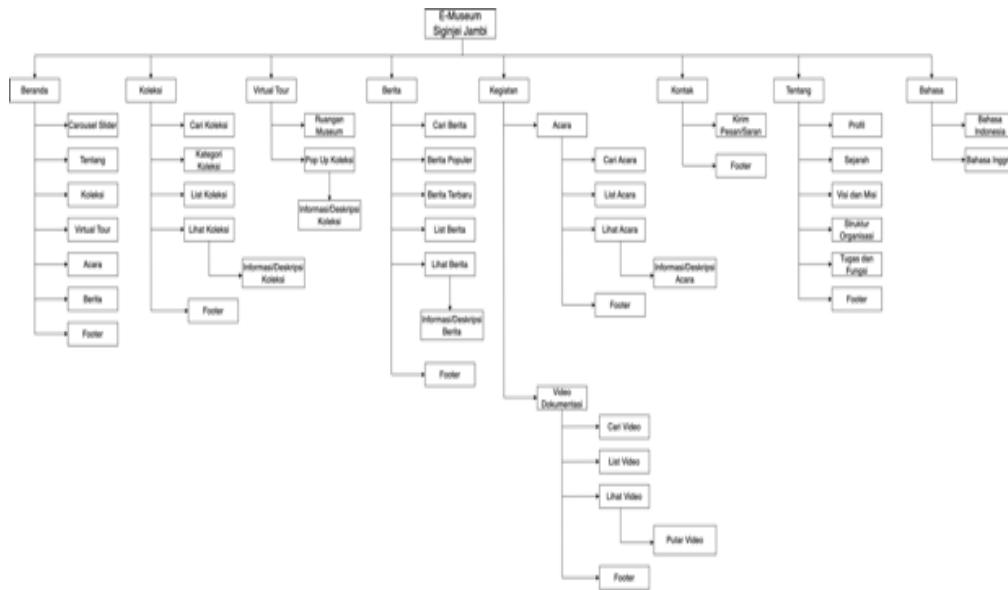 E-Museum
Siginjei Jambi
Beranda
Koleksi
Virtual Tour
Berita
Kegiatan
Kontak
Tentang
Bahasa
Carousel Slider
Tentang
Koleksi
Virtual Tour
Acara
Berita
Footer
Cari Koleksi
Kategori
Koleksi
List Koleksi
Lihat Koleksi
Informasi/Deskripsi
Koleksi
Footer
Ruangan
Museum
Pop Up Koleksi
Informasi/Deskripsi
Koleksi
Cari Berita
Berita Populer
Berita Terbaru
List Berita
Lihat Berita
Informasi/Deskripsi
Berita
Footer
Acara
Cari Acara
List Acara
Lihat Acara
Informasi/Deskripsi
Acara
Footer
Video
Dokumentasi
Cari Video
List Video
Lihat Video
Putar Video
Footer
Kirim
Pesan/Saran
Footer
Profil
Sejarah
Visi dan Misi
Struktur
Organisasi
Tugas dan
Fungsi
Footer
Bahasa
Indonesia
Bahasa Inggr